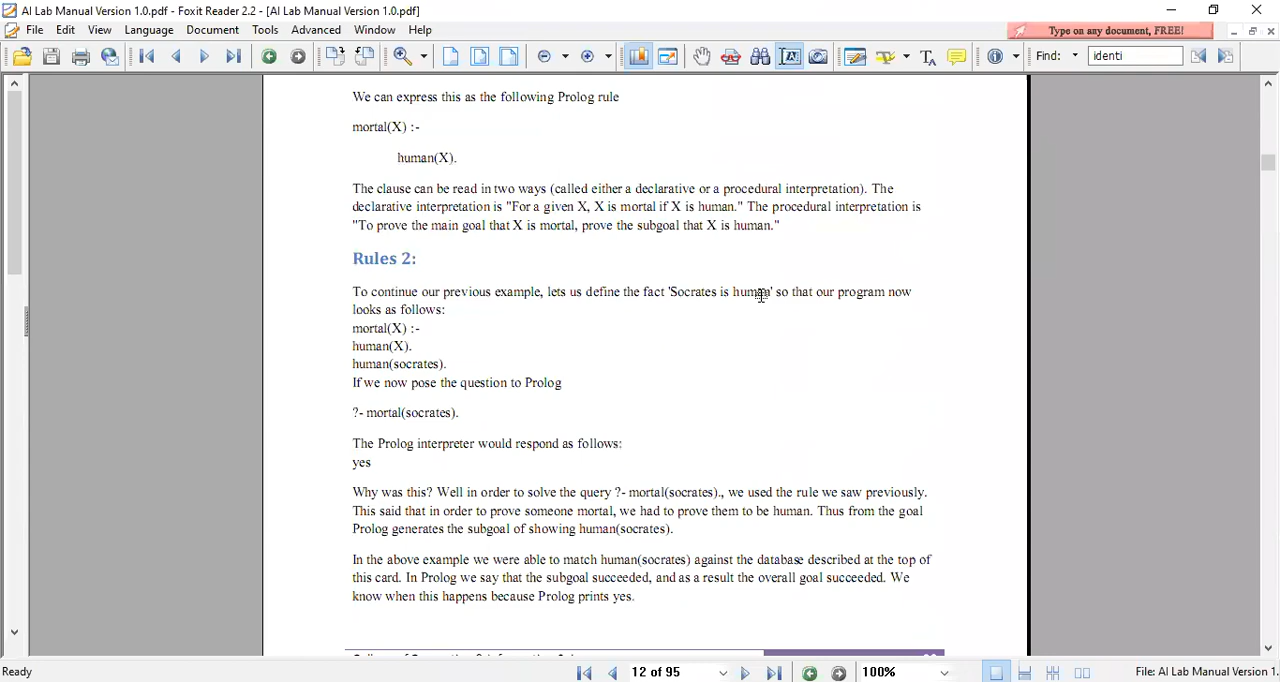 AI Lab Manual Version 1.0.pdf - Foxit Reader 2.2 - [AI Lab Manual Version 1.0.pdf]
File Edit View Language Document Tools Advanced Window Help
Type on any document, FREE!
Find: identi
We can express this as the following Prolog rule
mortal(X) :-
human(X).
The clause can be read in two ways (called either a declarative or a procedural interpretation). The
declarative interpretation is "For a given X, X is mortal if X is human." The procedural interpretation is
"To prove the main goal that X is mortal, prove the subgoal that X is human."
Rules 2:
To continue our previous example, lets us define the fact 'Socrates is human' so that our program now
looks as follows:
mortal(X) :-
human(X).
human(socrates).
If we now pose the question to Prolog
?- mortal(socrates).
The Prolog interpreter would respond as follows:
yes
Why was this? Well in order to solve the query ?- mortal(socrates)., we used the rule we saw previously.
This said that in order to prove someone mortal, we had to prove them to be human. Thus from the goal
Prolog generates the subgoal of showing human(socrates).
In the above example we were able to match human(socrates) against the database described at the top of
this card. In Prolog we say that the subgoal succeeded, and as a result the overall goal succeeded. We
know when this happens because Prolog prints yes.
Ready
12 of 95
100%
File: AI Lab Manual Version 1.